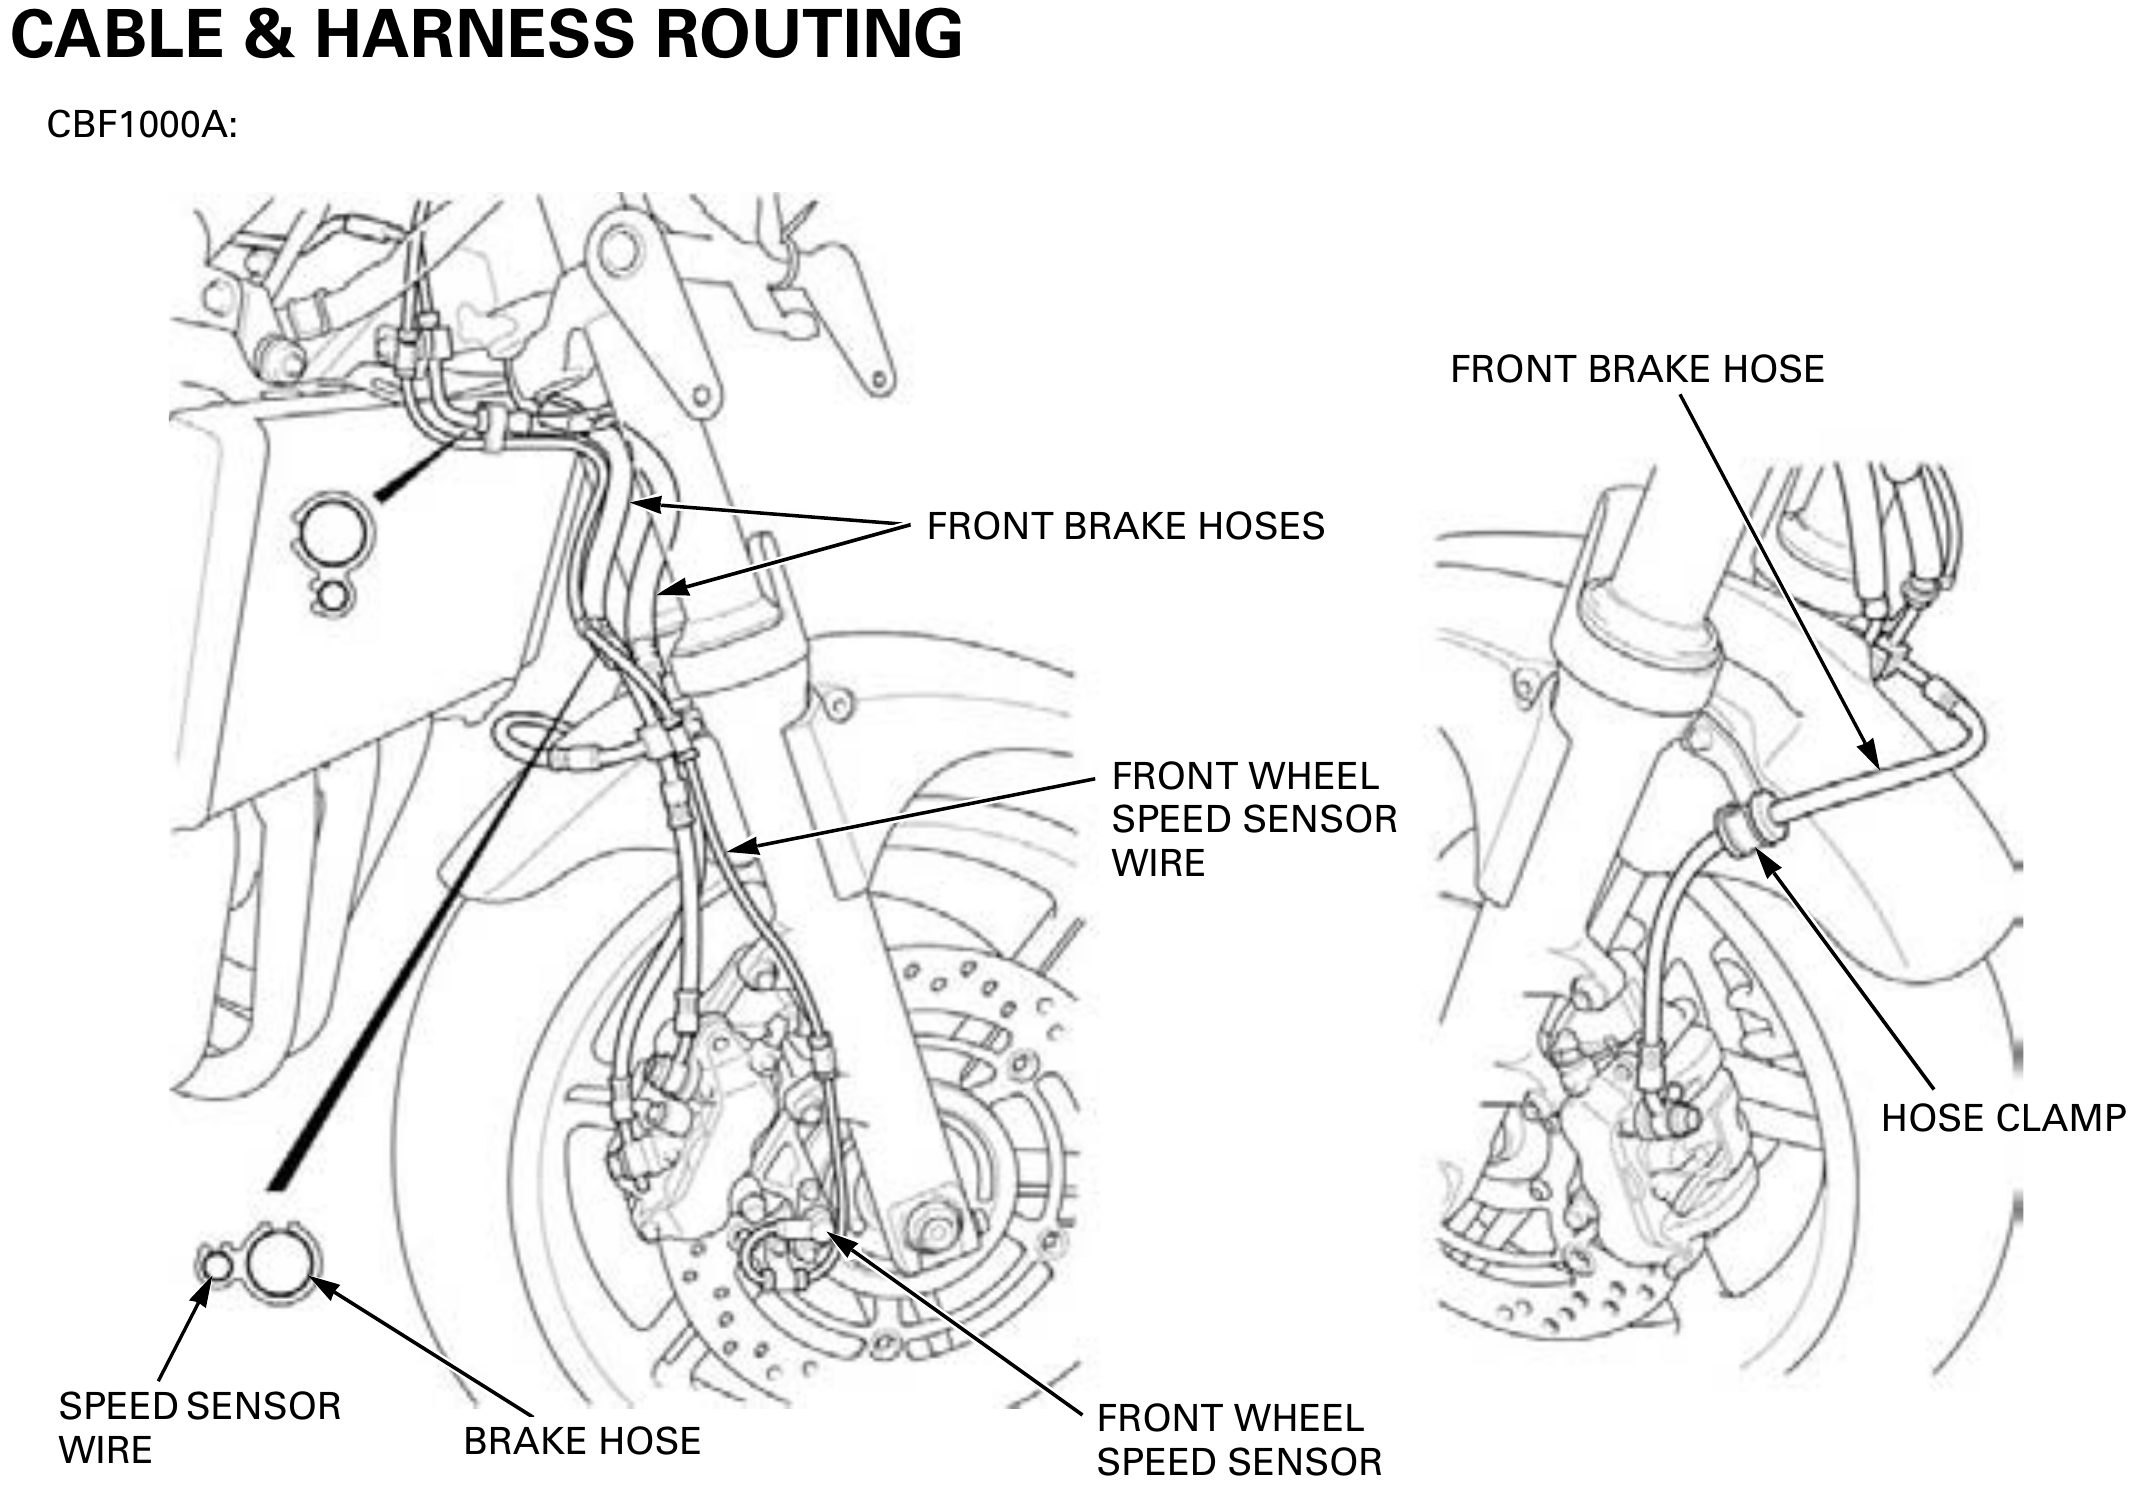 CABLE & HARNESS ROUTING
CBF1000A:
FRONT BRAKE HOSE
FRONT BRAKE HOSES
FRONT WHEEL
SPEED SENSOR
WIRE
HOSE CLAMP
SPEED SENSOR
WIRE
BRAKE HOSE
FRONT WHEEL
SPEED SENSOR